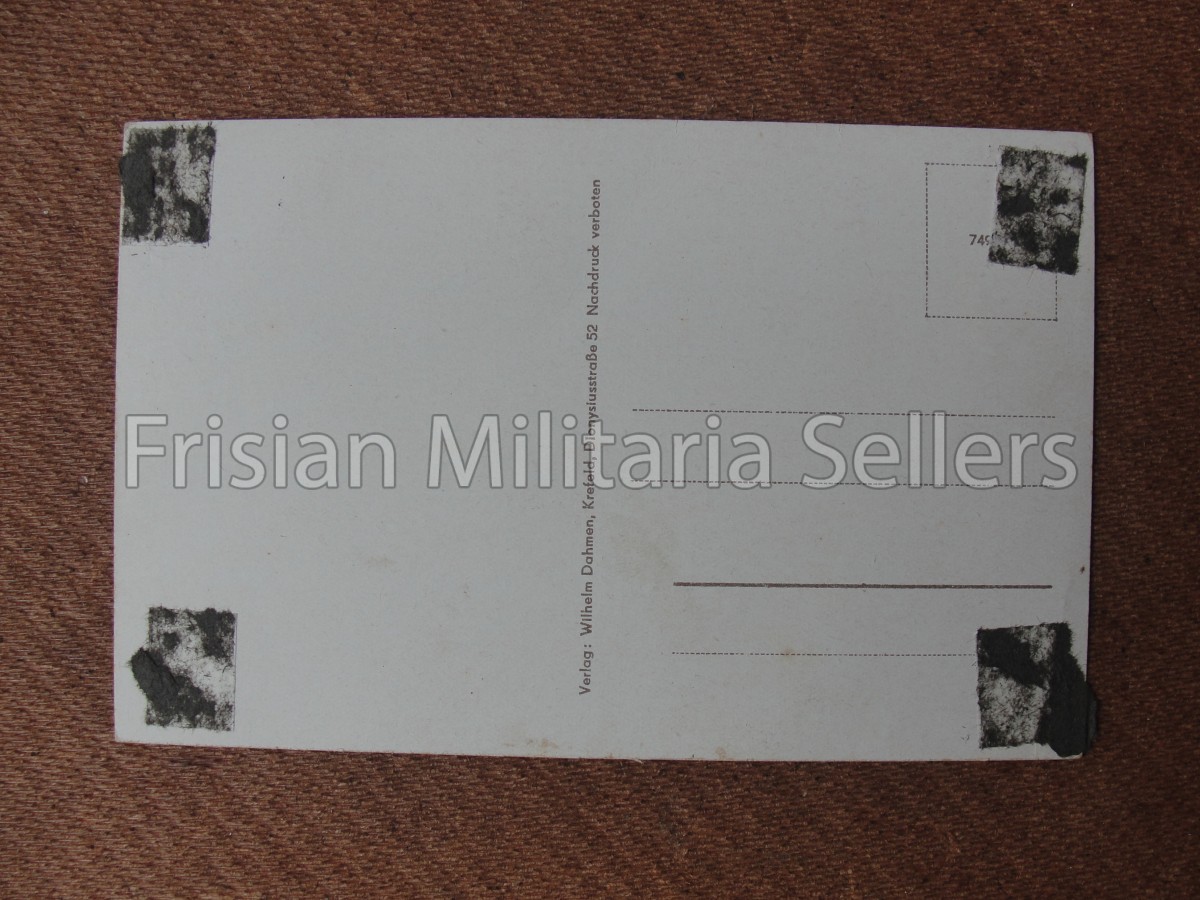 Verlag: Wilhelm Dahmen, Krefeld, Dionysiusstraße 52 Nachdruck verboten
Frisian Militaria Sellers